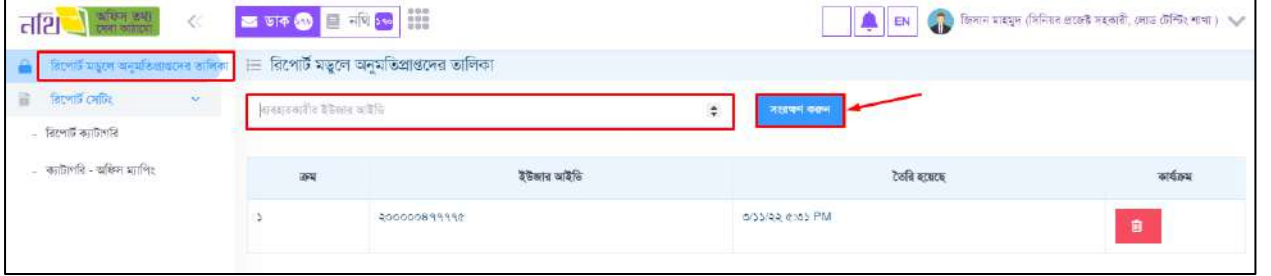 নথি অফিস তথ্য
সেবা কাঠামো
ডাক ১৭৬ নথি ১৭০ EN জিসান মাহমুদ (সিনিয়র প্রজেক্ট সহকারী, লোড টেস্টিং শাখা )
রিপোর্ট মডুলে অনুমতিপ্রাপ্তদের তালিকা
রিপোর্ট সেটিং
রিপোর্ট ক্যাটাগরি
ক্যাটাগরি - অফিস ম্যাপিং
রিপোর্ট মডুলে অনুমতিপ্রাপ্তদের তালিকা
ব্যবহারকারীর ইউজার আইডি সংরক্ষণ করুন
ক্রম ইউজার আইডি তৈরি হয়েছে কার্যক্রম
১ ২০০০০০৪৭৭৭৭৫ ৩/১১/২২ ৫:৩১ PM